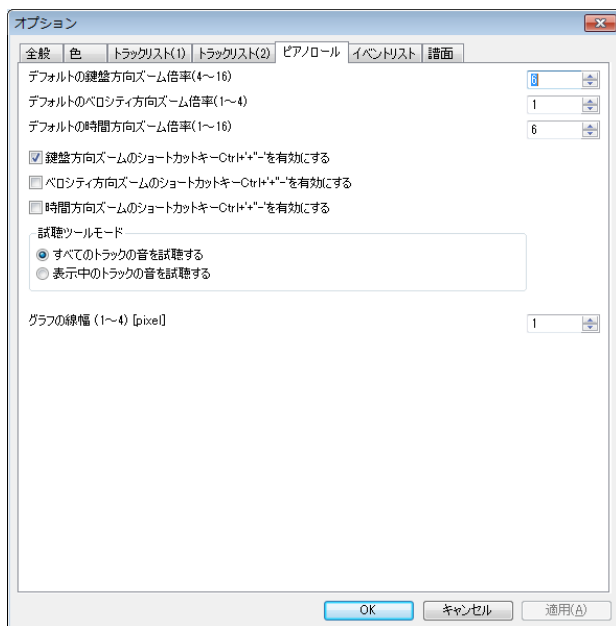 オプション
全般 色 トラックリスト(1) トラックリスト(2) ピアノロール イベントリスト 譜面
デフォルトの鍵盤方向ズーム倍率(4～16) 6
デフォルトのベロシティ方向ズーム倍率(1～4) 1
デフォルトの時間方向ズーム倍率(1～16) 6
鍵盤方向ズームのショートカットキーCtrl+'+''-'を有効にする
ベロシティ方向ズームのショートカットキーCtrl+'+''-'を有効にする
時間方向ズームのショートカットキーCtrl+'+''-'を有効にする
試聴ツールモード
すべてのトラックの音を試聴する
表示中のトラックの音を試聴する
グラフの線幅 (1～4) [pixel] 1
OK キャンセル 適用(A)